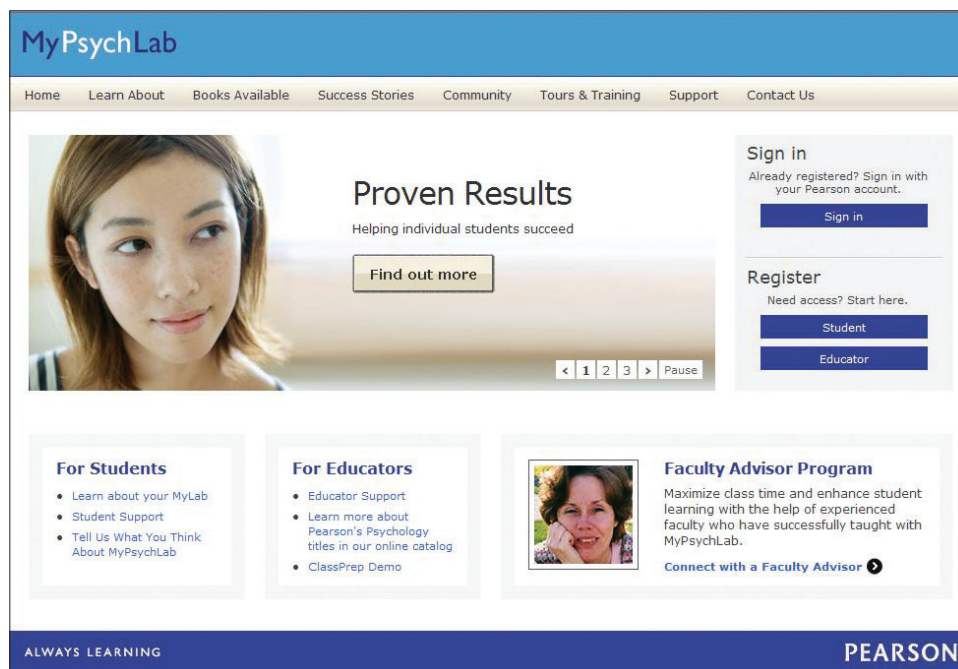 MyPsychLab
Home Learn About Books Available Success Stories Community Tours & Training Support Contact Us
Proven Results
Helping individual students succeed
Find out more
< 1 2 3 > Pause
Sign in
Already registered? Sign in with
your Pearson account.
Sign in
Register
Need access? Start here.
Student
Educator
For Students
• Learn about your MyLab
• Student Support
• Tell Us What You Think
About MyPsychLab
For Educators
• Educator Support
• Learn more about
Pearson's Psychology
titles in our online catalog
• ClassPrep Demo
Faculty Advisor Program
Maximize class time and enhance student
learning with the help of experienced
faculty who have successfully taught with
MyPsychLab.
Connect with a Faculty Advisor
ALWAYS LEARNING
PEARSON